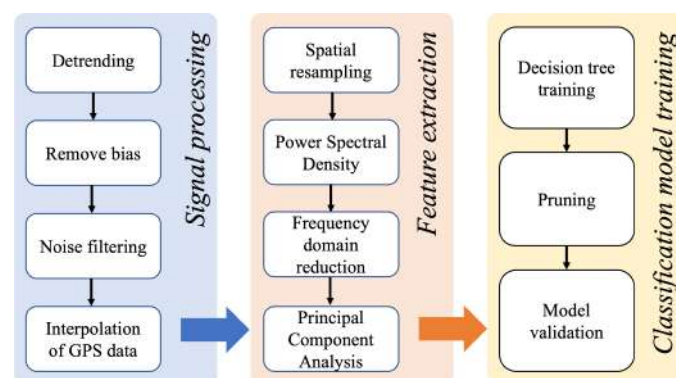 Detrending
Remove bias
Noise filtering
Interpolation
of GPS data
Signal processing
Spatial
resampling
Power Spectral
Density
Frequency
domain
reduction
Principal
Component
Analysis
Feature extraction
Decision tree
training
Pruning
Model
validation
Classification model training